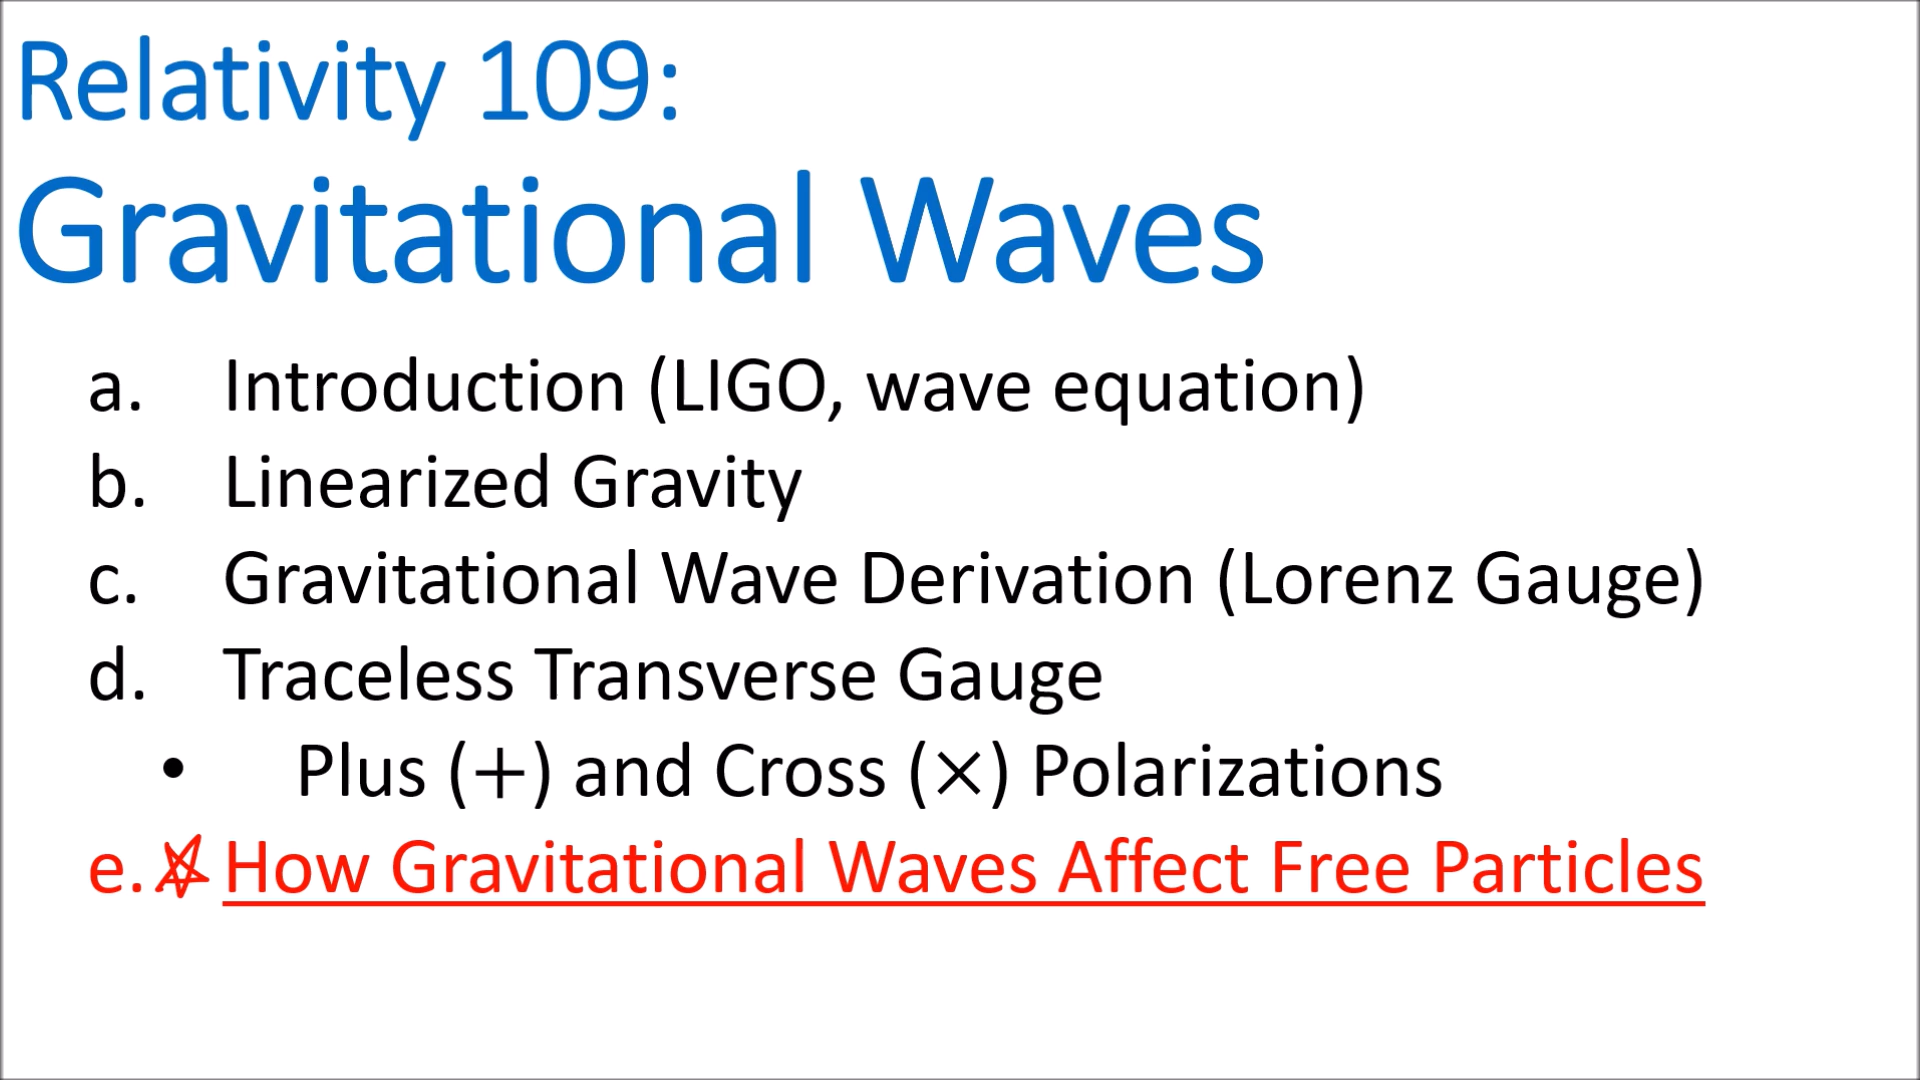 Relativity 109:
Gravitational Waves
a. Introduction (LIGO, wave equation)
b. Linearized Gravity
c. Gravitational Wave Derivation (Lorenz Gauge)
d. Traceless Transverse Gauge
• Plus (+) and Cross (×) Polarizations
e. How Gravitational Waves Affect Free Particles